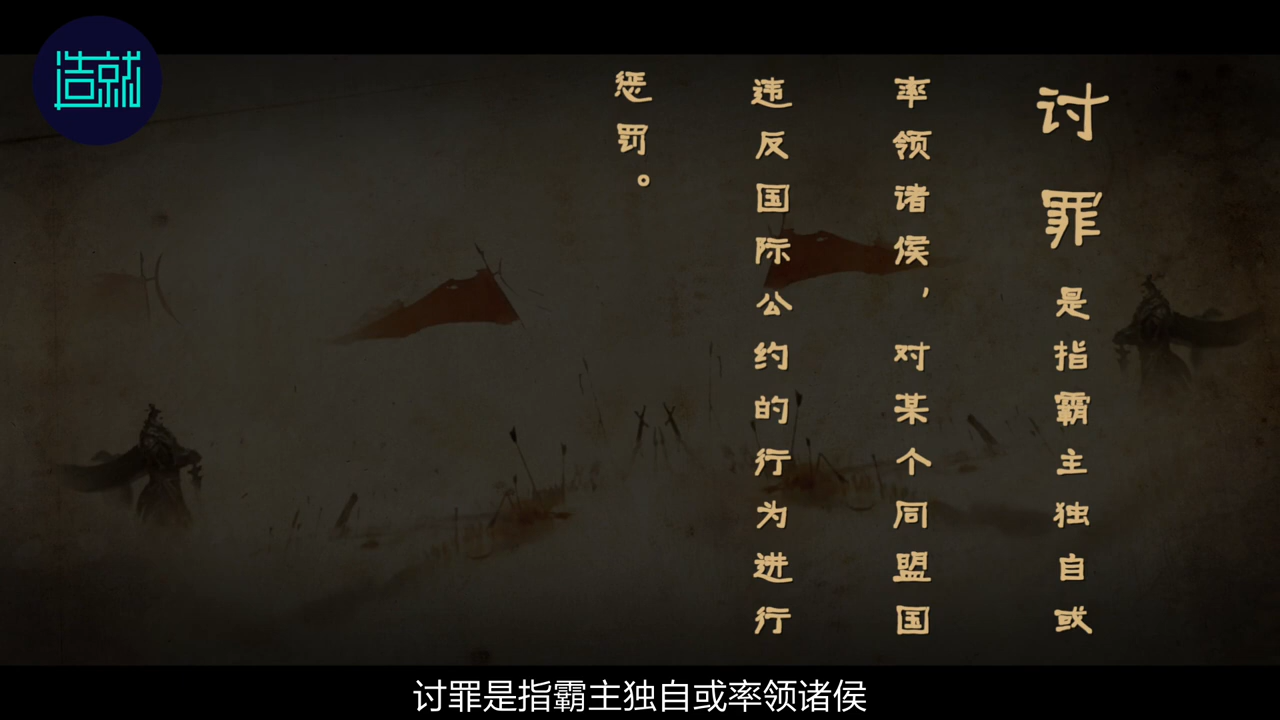 造就
讨罪是指霸主独自或
率领诸侯，对某个同盟国
违反国际公约的行为进行
惩罚。
讨罪是指霸主独自或率领诸侯